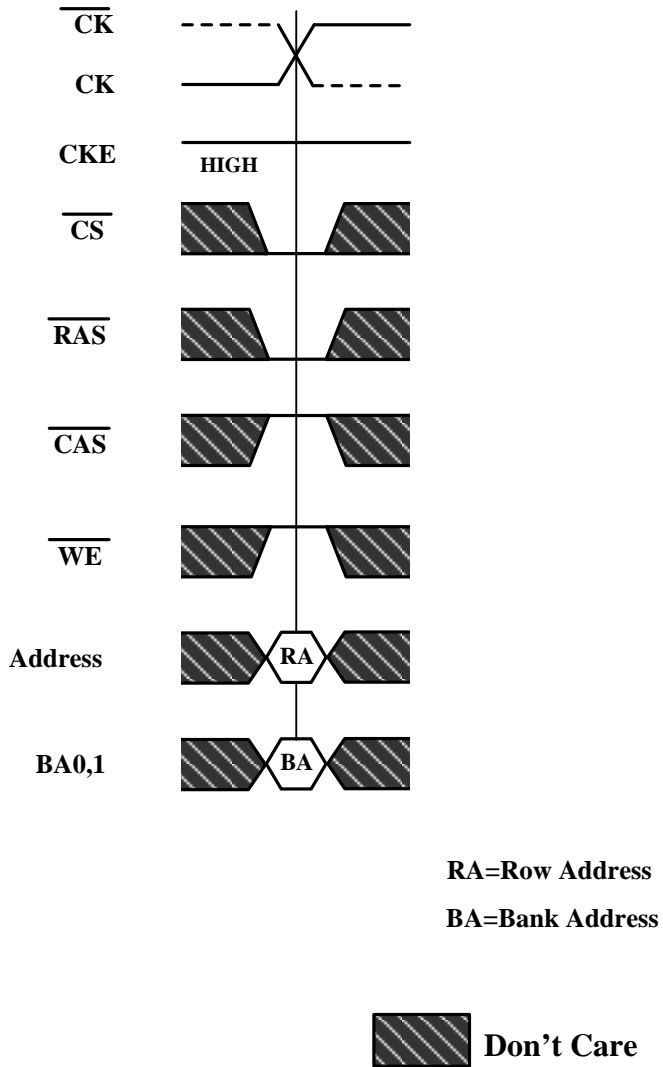 CK
CK
CKE
HIGH
CS
RAS
CAS
WE
Address
RA
BA0,1
BA
RA=Row Address
BA=Bank Address
Don't Care